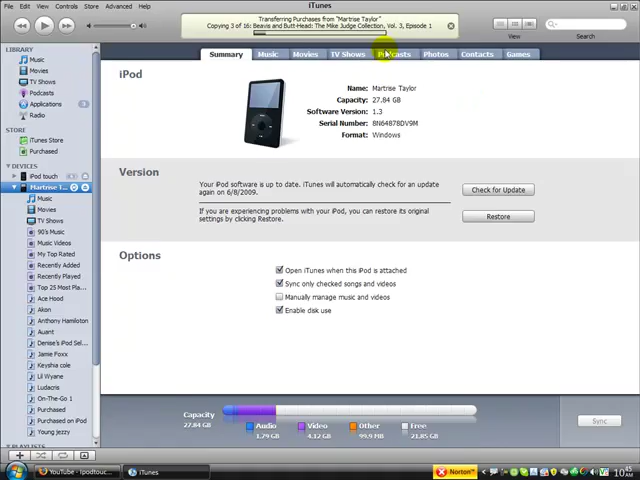 iTunes
File Edit View Controls Store Advanced Help
Transferring Purchases from "Martrise Taylor"
Copying 3 of 16: Beavis and Butt-Head: The Mike Judge Collection, Vol. 3, Episode 1
View
Search
Summary Music Movies TV Shows Podcasts Photos Contacts Games
LIBRARY
Music
Movies
TV Shows
Podcasts
Applications
Radio
STORE
iTunes Store
Purchased
DEVICES
iPod touch
Martrise T...
Music
Movies
TV Shows
90's Music
Music Videos
My Top Rated
Recently Added
Recently Played
Top 25 Most Pla...
Ace Hood
Akon
Anthony Hamiloton
Auant
Denise's iPod Sel...
Jamie Foxx
Keyshia cole
Lil Wyane
Ludacris
On-The-Go 1
Purchased
Purchased on iPod
Young jezzy
iPod
Name: Martrise Taylor
Capacity: 27.84 GB
Software Version: 1.3
Serial Number: 8N64878DV9M
Format: Windows
Version
Your iPod software is up to date. iTunes will automatically check for an update
again on 6/8/2009.
Check for Update
If you are experiencing problems with your iPod, you can restore its original
settings by clicking Restore.
Restore
Options
Open iTunes when this iPod is attached
Sync only checked songs and videos
Manually manage music and videos
Enable disk use
Capacity
27.84 GB
Audio
1.79 GB
Video
4.12 GB
Other
99.9 MB
Free
21.85 GB
Sync
YouTube - Ipodtouc...
iTunes
Norton™
10:45
AM